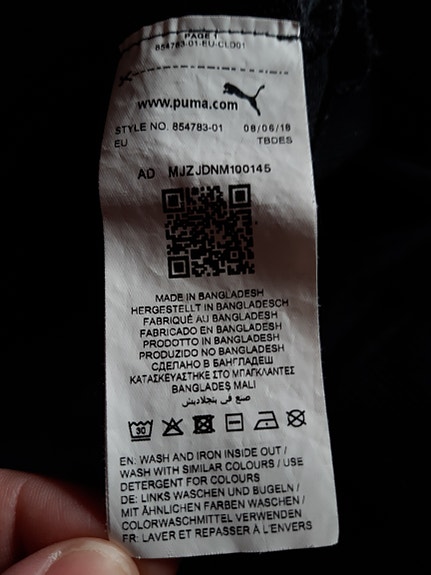 PAGE 1
854783-01-EU-CLD01
www.puma.com
STYLE NO. 854783-01 08/06/18
EU TBDES
AD MJZJDNM100145
MADE IN BANGLADESH
HERGESTELLT IN BANGLADESCH
FABRIQUÉ AU BANGLADESH
FABRICADO EN BANGLADESH
PRODOTTO IN BANGLADESH
PRODUZIDO NO BANGLADESH
СДЕЛАНО В БАНГЛАДЕШ
ΚΑΤΑΣΚΕΥΑΣΤΗΚΕ ΣΤΟ ΜΠΑΓΚΛΑΝΤΕΣ
BANGLADEŞ MALI
صنع في بنجلاديش
30
EN: WASH AND IRON INSIDE OUT /
WASH WITH SIMILAR COLOURS / USE
DETERGENT FOR COLOURS
DE: LINKS WASCHEN UND BÜGELN /
MIT ÄHNLICHEN FARBEN WASCHEN /
COLORWASCHMITTEL VERWENDEN
FR: LAVER ET REPASSER À L'ENVERS